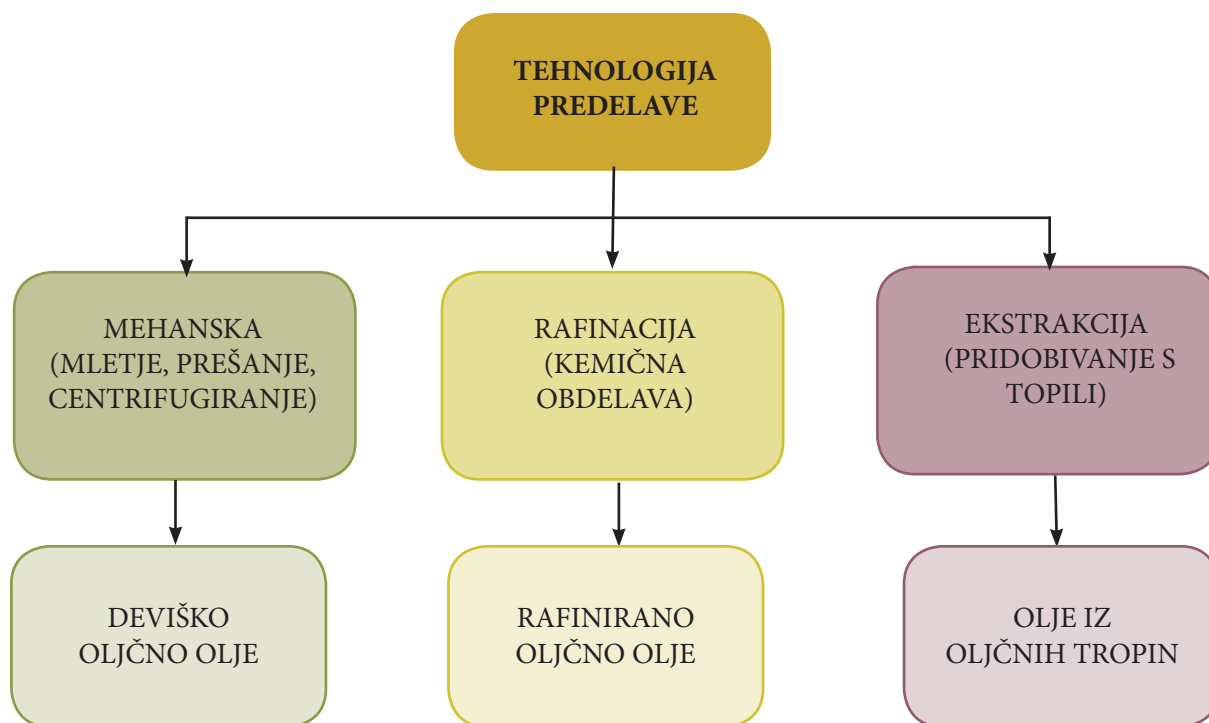 TEHNOLOGIJA
PREDELAVE
MEHANSKA
(MLETJE, PREŠANJE,
CENTRIFUGIRANJE)
RAFINACIJA
(KEMIČNA
OBDELAVA)
EKSTRAKCIJA
(PRIDOBIVANJE S
TOPILI)
DEVIŠKO
OLJČNO OLJE
RAFINIRANO
OLJČNO OLJE
OLJE IZ
OLJČNIH TROPIN